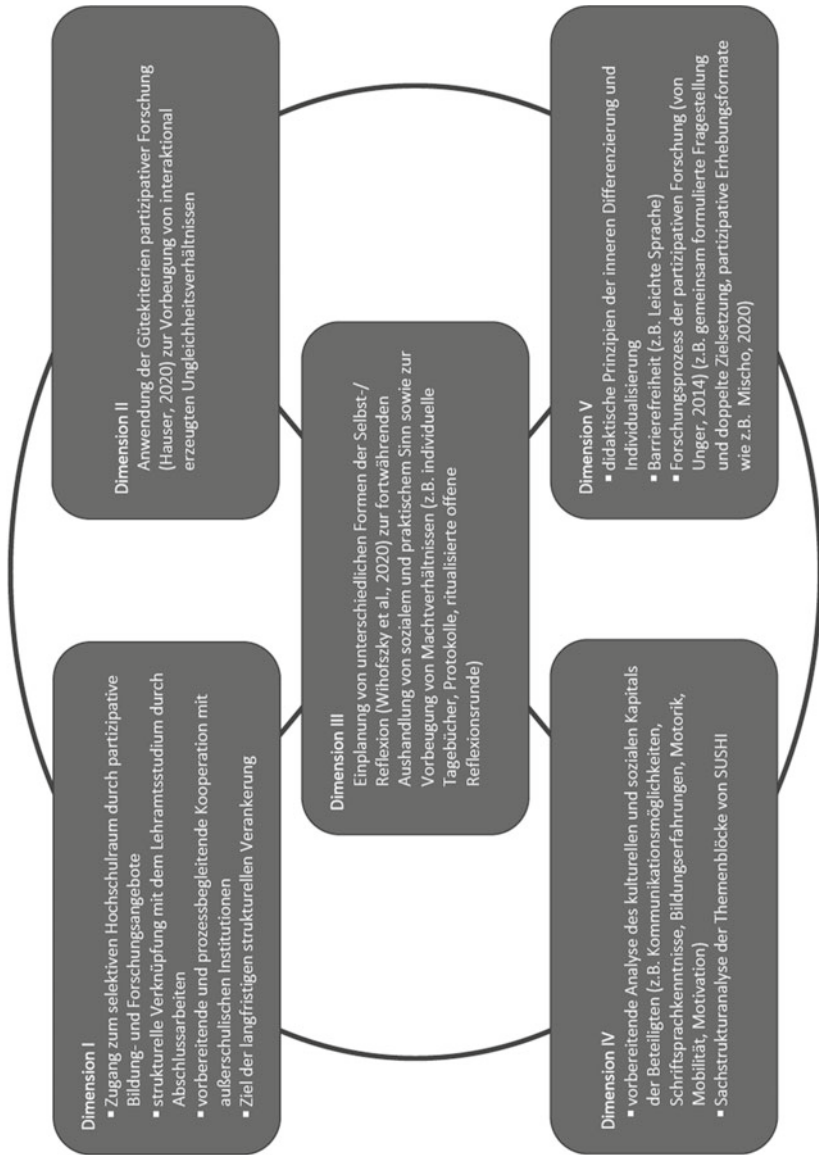 Dimension I
▪ Zugang zum selektiven Hochschulraum durch partizipative
Bildung- und Forschungsangebote
▪ strukturelle Verknüpfung mit dem Lehramtsstudium durch
Abschlussarbeiten
▪ vorbereitende und prozessbegleitende Kooperation mit
außerschulischen Institutionen
▪ Ziel der langfristigen strukturellen Verankerung
Dimension II
Anwendung der Gütekriterien partizipativer Forschung
(Hauser, 2020) zur Vorbeugung von interaktional
erzeugten Ungleichheitsverhältnissen
Dimension III
Einplanung von unterschiedlichen Formen der Selbst-/
Reflexion (Wihofszky et al., 2020) zur fortwährenden
Aushandlung von sozialem und praktischem Sinn sowie zur
Vorbeugung von Machtverhältnissen (z.B. individuelle
Tagebücher, Protokolle, ritualisierte offene
Reflexionsrunde)
Dimension IV
▪ vorbereitende Analyse des kulturellen und sozialen Kapitals
der Beteiligten (z.B. Kommunikationsmöglichkeiten,
Schriftsprachkenntnisse, Bildungserfahrungen, Motorik,
Mobilität, Motivation)
▪ Sachstrukturanalyse der Themenblöcke von SUSHI
Dimension V
▪ didaktische Prinzipien der inneren Differenzierung und
Individualisierung
▪ Barrierefreiheit (z.B. Leichte Sprache)
▪ Forschungsprozess der partizipativen Forschung (von
Unger, 2014) (z.B. gemeinsam formulierte Fragestellung
und doppelte Zielsetzung, partizipative Erhebungsformate
wie z.B. Mischo, 2020)